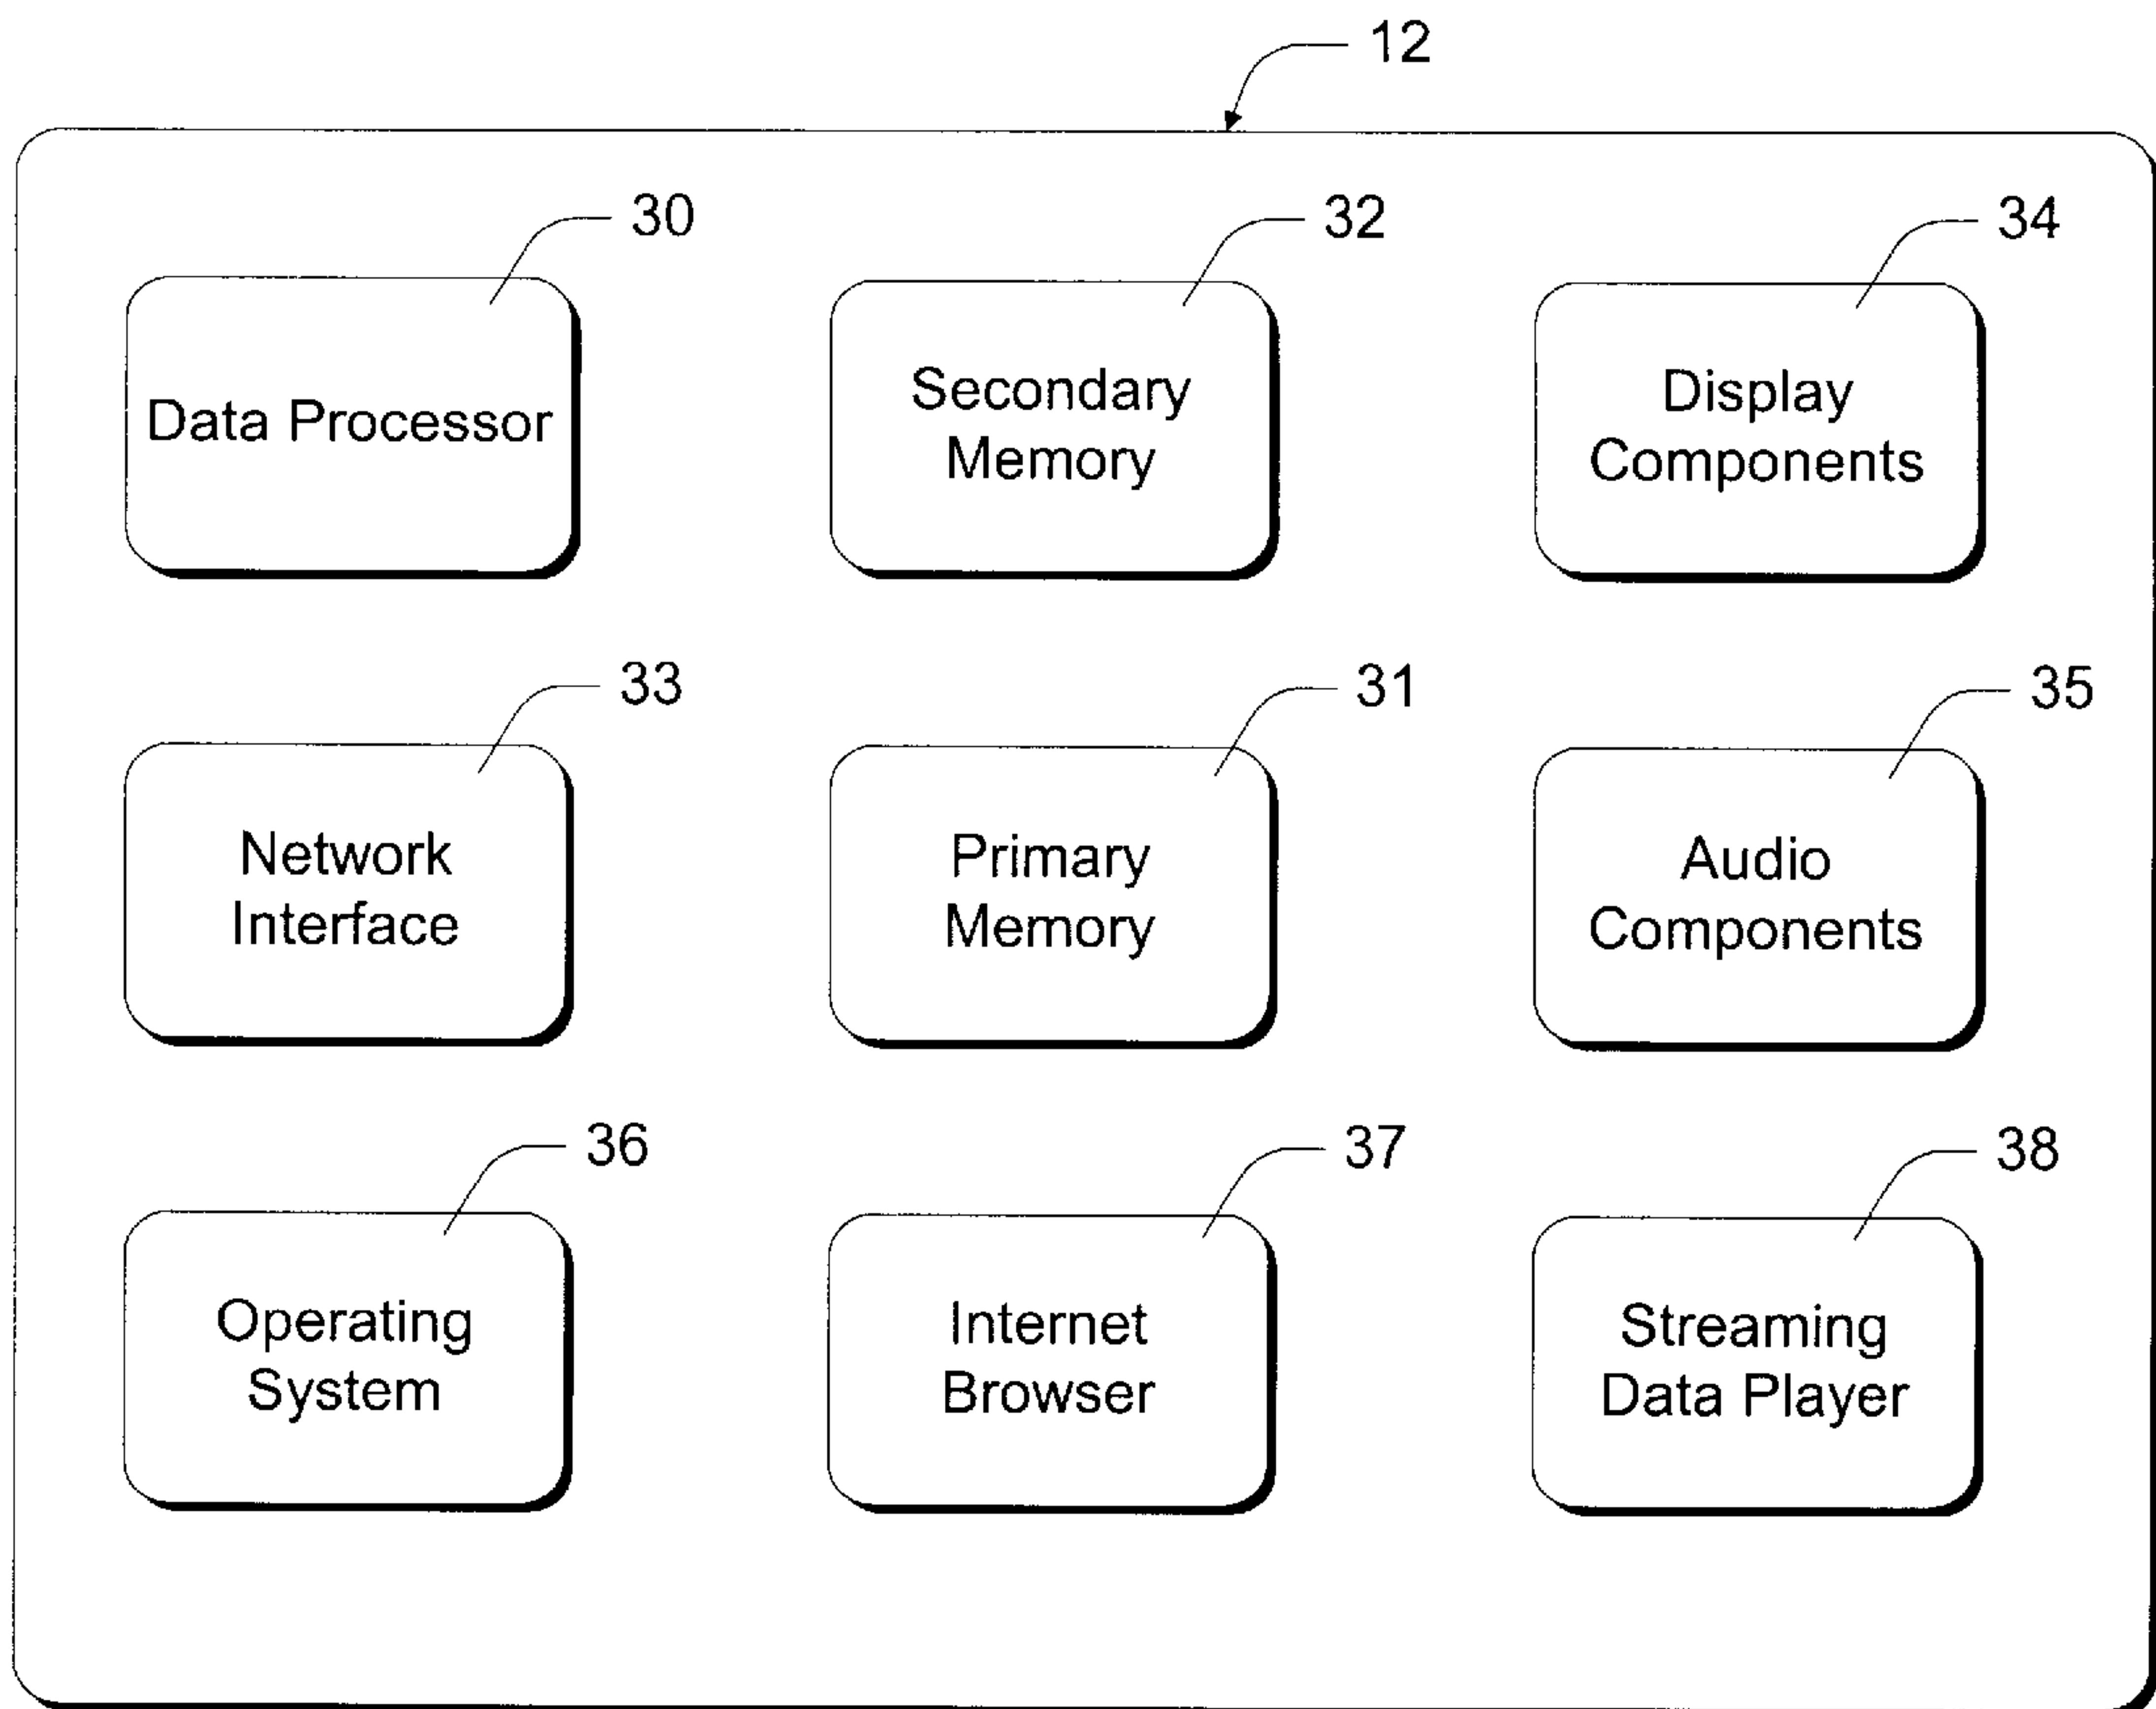 12
30
32
34
Data Processor
Secondary
Memory
Display
Components
33
31
35
Network
Interface
Primary
Memory
Audio
Components
36
37
38
Operating
System
Internet
Browser
Streaming
Data Player